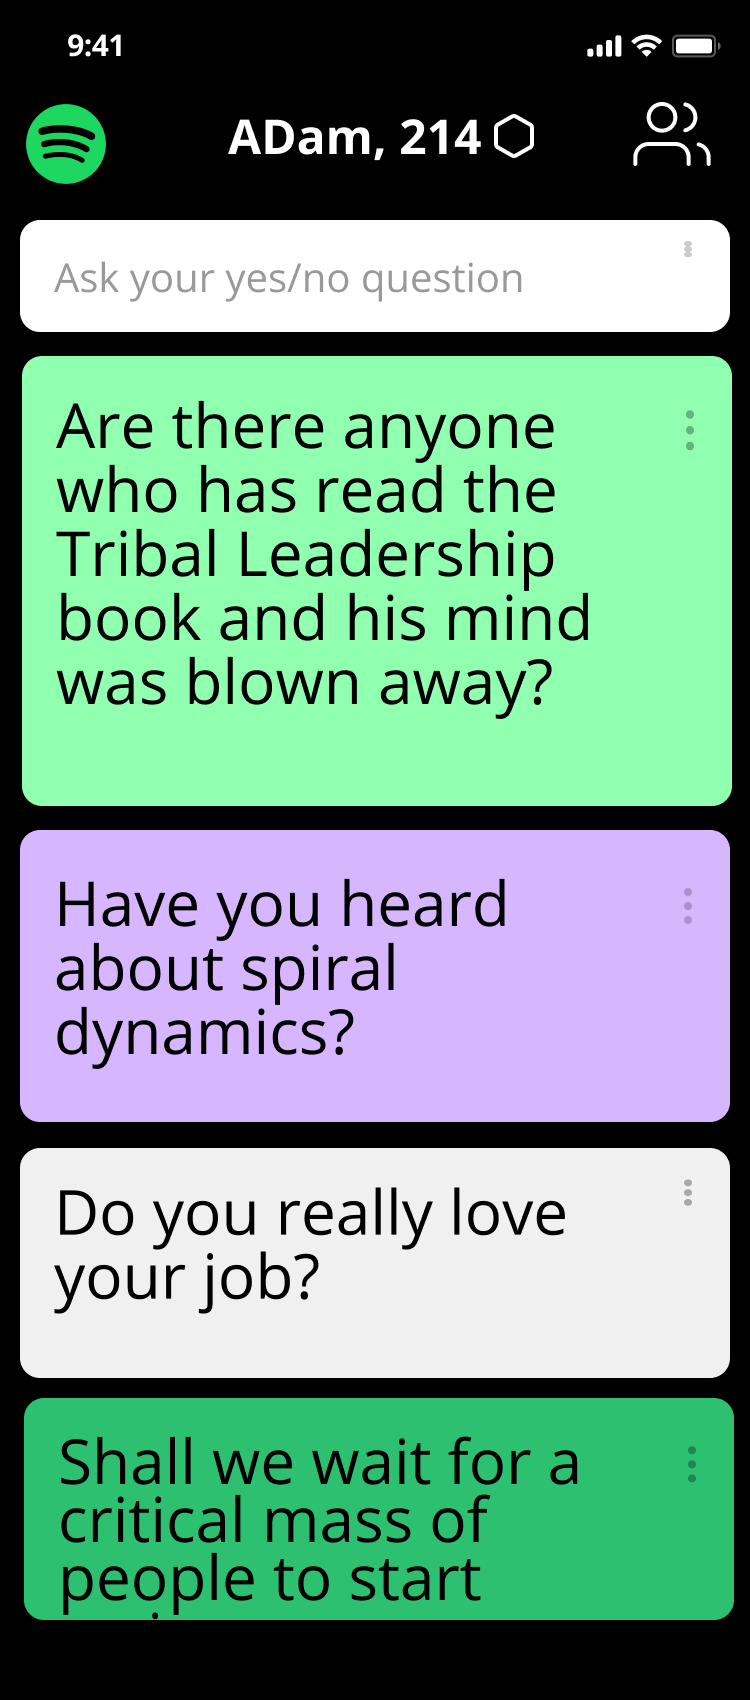 9:41
ADam, 214
Ask your yes/no question
Are there anyone
who has read the
Tribal Leadership
book and his mind
was blown away?
Have you heard
about spiral
dynamics?
Do you really love
your job?
Shall we wait for a
critical mass of
people to start